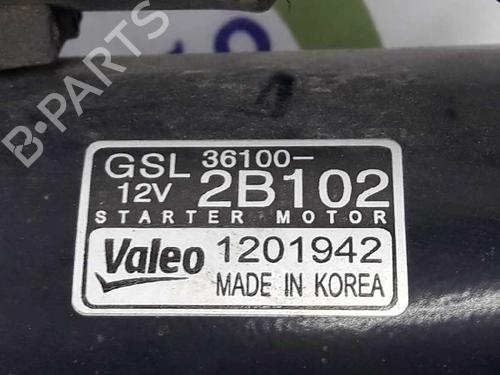 B-PARTS
GSL 36100-
12V 2B102
STARTER MOTOR
Valeo 1201942
MADE IN KOREA